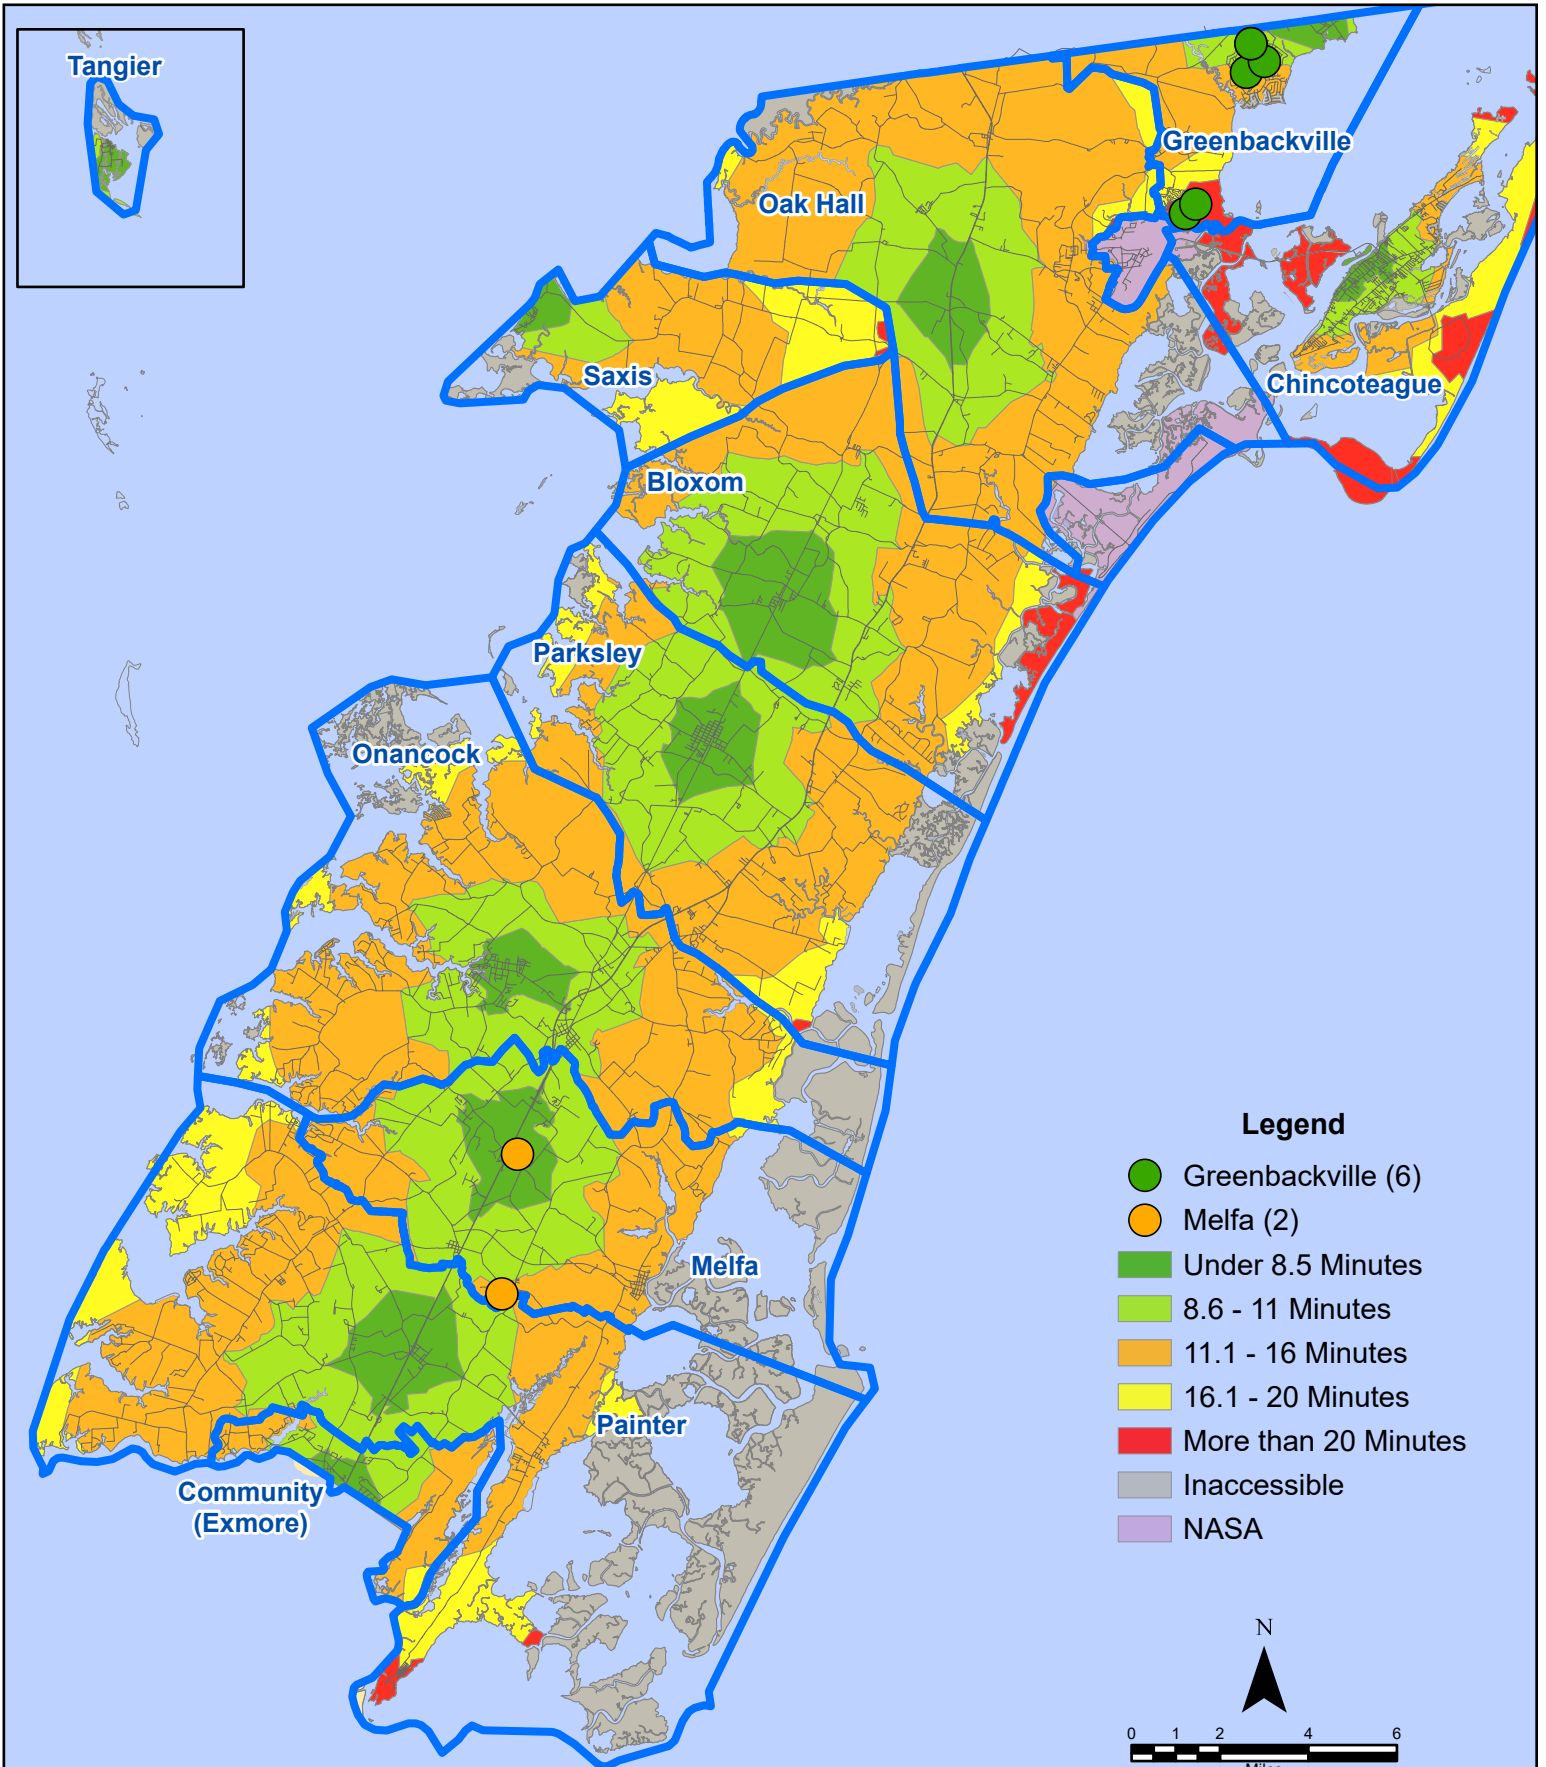 Tangier
Greenbackville
Oak Hall
Saxis
Chincoteague
Bloxom
Parksley
Onancock
Melfa
Painter
Community
(Exmore)
Legend
Greenbackville (6)
Melfa (2)
Under 8.5 Minutes
8.6 - 11 Minutes
11.1 - 16 Minutes
16.1 - 20 Minutes
More than 20 Minutes
Inaccessible
NASA
N
0 1 2 4 6
Miles